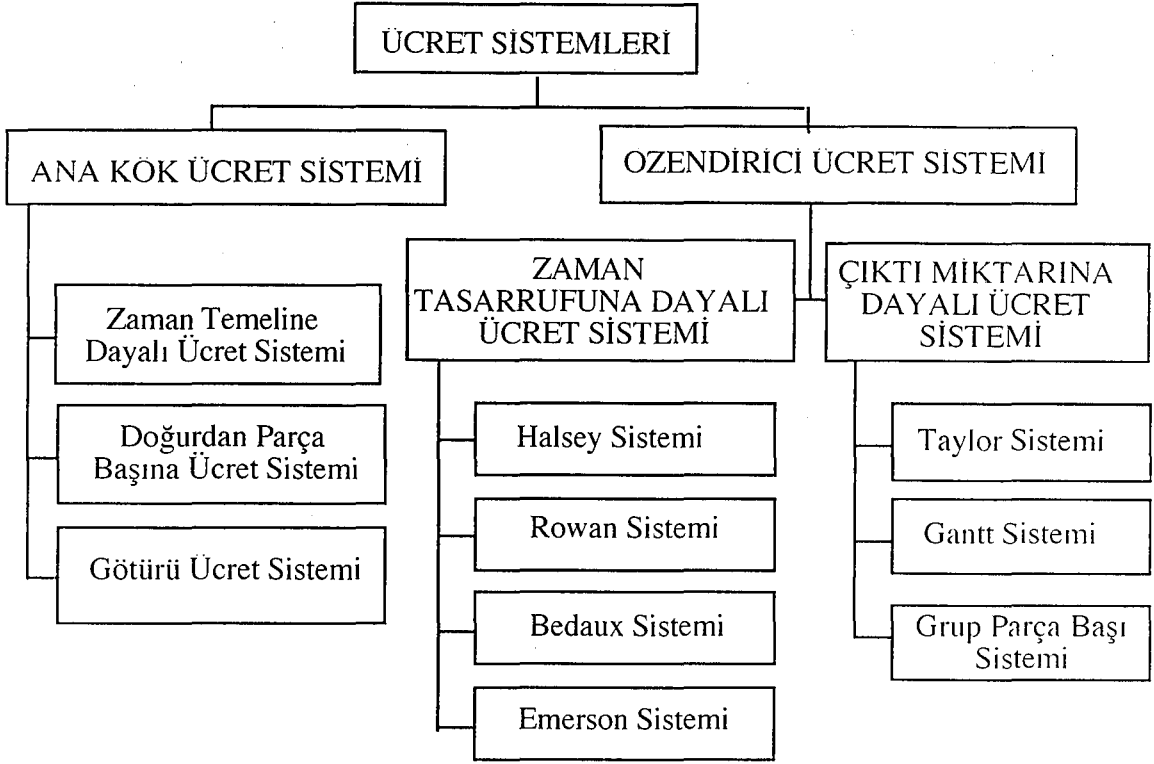 ÜCRET SİSTEMLERİ
ANA KÖK ÜCRET SİSTEMİ
Zaman Temeline
Dayalı Ücret Sistemi
Doğurdan Parça
Başına Ücret Sistemi
Götürü Ücret Sistemi
OZENDİRİCİ ÜCRET SİSTEMI
ZAMAN
TASARRUFUNA DAYALI
ÜCRET SİSTEMİ
Halsey Sistemi
Rowan Sistemi
Bedaux Sistemi
Emerson Sistemi
ÇIKTI MİKTARINA
DAYALI ÜCRET
SİSTEMİ
Taylor Sistemi
Gantt Sistemi
Grup Parça Başı
Sistemi